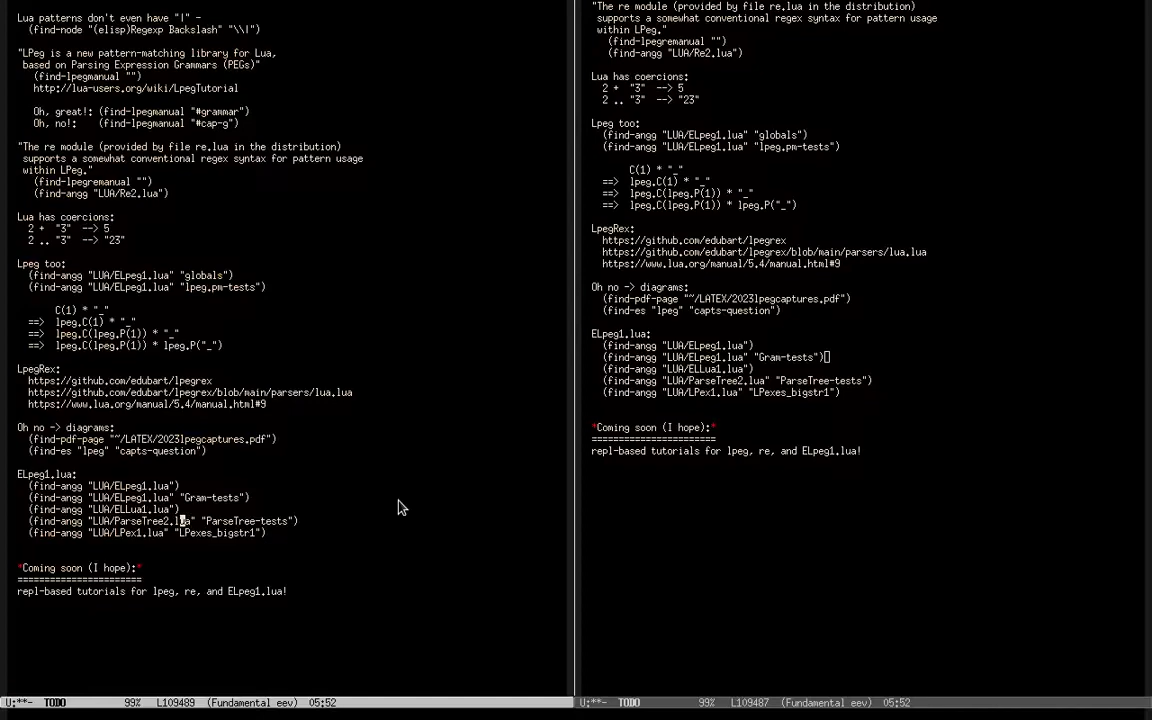 Lua patterns don't even have "|" -
(find-node "(elisp)Regexp Backslash" "\\|")
"LPeg is a new pattern-matching library for Lua,
based on Parsing Expression Grammars (PEGs)"
(find-lpegmanual "")
http://lua-users.org/wiki/LpegTutorial
Oh, great!: (find-lpegmanual "#grammar")
Oh, no!:    (find-lpegmanual "#cap-g")
"The re module (provided by file re.lua in the distribution)
supports a somewhat conventional regex syntax for pattern usage
within LPeg."
(find-lpegremanual "")
(find-angg "LUA/Re2.lua")
Lua has coercions:
2 +  "3"  --> 5
2 .. "3"  --> "23"
Lpeg too:
(find-angg "LUA/ELpeg1.lua" "globals")
(find-angg "LUA/ELpeg1.lua" "lpeg.pm-tests")
C(1) * "_"
==>  lpeg.C(1) * "_"
==>  lpeg.C(lpeg.P(1)) * "_"
==>  lpeg.C(lpeg.P(1)) * lpeg.P("_")
LpegRex:
https://github.com/edubart/lpegrex
https://github.com/edubart/lpegrex/blob/main/parsers/lua.lua
https://www.lua.org/manual/5.4/manual.html#9
Oh no -> diagrams:
(find-pdf-page "~/LATEX/2023lpegcaptures.pdf")
(find-es "lpeg" "capts-question")
ELpeg1.lua:
(find-angg "LUA/ELpeg1.lua")
(find-angg "LUA/ELpeg1.lua" "Gram-tests")
(find-angg "LUA/ELLua1.lua")
(find-angg "LUA/ParseTree2.lua" "ParseTree-tests")
(find-angg "LUA/LPex1.lua" "LPexes_bigstr1")
*Coming soon (I hope):*
=======================
repl-based tutorials for lpeg, re, and ELpeg1.lua!
U:**-  TODO          99%   L109489  (Fundamental eev)  05:52
"The re module (provided by file re.lua in the distribution)
supports a somewhat conventional regex syntax for pattern usage
within LPeg."
(find-lpegremanual "")
(find-angg "LUA/Re2.lua")
Lua has coercions:
2 +  "3"  --> 5
2 .. "3"  --> "23"
Lpeg too:
(find-angg "LUA/ELpeg1.lua" "globals")
(find-angg "LUA/ELpeg1.lua" "lpeg.pm-tests")
C(1) * "_"
==>  lpeg.C(1) * "_"
==>  lpeg.C(lpeg.P(1)) * "_"
==>  lpeg.C(lpeg.P(1)) * lpeg.P("_")
LpegRex:
https://github.com/edubart/lpegrex
https://github.com/edubart/lpegrex/blob/main/parsers/lua.lua
https://www.lua.org/manual/5.4/manual.html#9
Oh no -> diagrams:
(find-pdf-page "~/LATEX/2023lpegcaptures.pdf")
(find-es "lpeg" "capts-question")
ELpeg1.lua:
(find-angg "LUA/ELpeg1.lua")
(find-angg "LUA/ELpeg1.lua" "Gram-tests")
(find-angg "LUA/ELLua1.lua")
(find-angg "LUA/ParseTree2.lua" "ParseTree-tests")
(find-angg "LUA/LPex1.lua" "LPexes_bigstr1")
*Coming soon (I hope):*
=======================
repl-based tutorials for lpeg, re, and ELpeg1.lua!
U:**-  TODO          99%   L109487  (Fundamental eev)  05:52